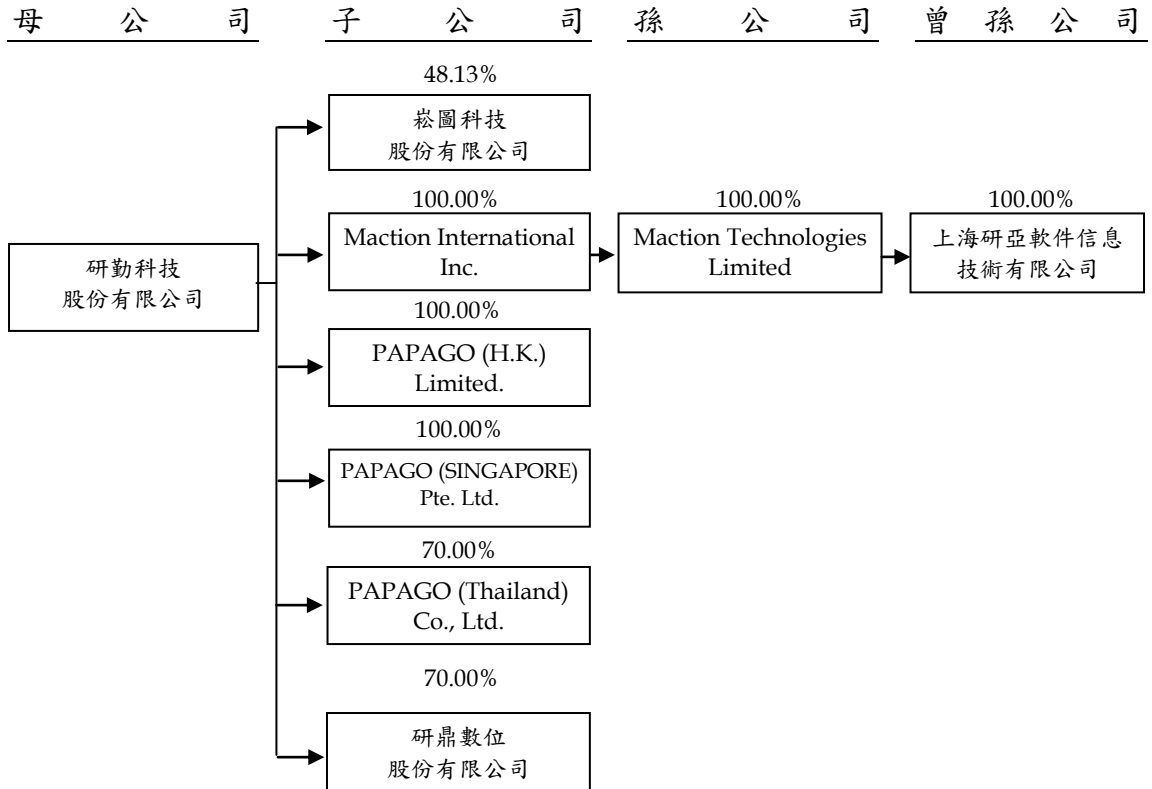 母公司 子公司 孫公司 曾孫公司
48.13%
崧圖科技
股份有限公司
100.00% 100.00% 100.00%
Maction International
Inc.
Maction Technologies
Limited
上海研亞軟件信息
技術有限公司
研勤科技
股份有限公司
100.00%
PAPAGO (H.K.)
Limited.
100.00%
PAPAGO (SINGAPORE)
Pte. Ltd.
70.00%
PAPAGO (Thailand)
Co., Ltd.
70.00%
研鼎數位
股份有限公司